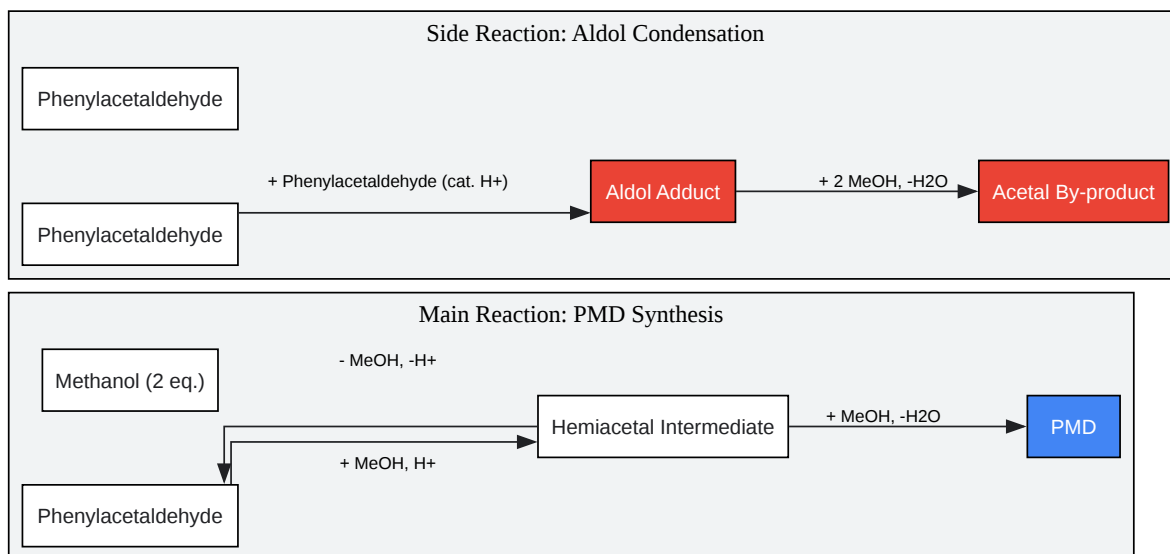 Side Reaction: Aldol Condensation
Phenylacetaldehyde
+ Phenylacetaldehyde (cat. H+)
Aldol Adduct
+ 2 MeOH, -H2O
Acetal By-product
Phenylacetaldehyde
Main Reaction: PMD Synthesis
Methanol (2 eq.)
- MeOH, -H+
Hemiacetal Intermediate
+ MeOH, -H2O
PMD
+ MeOH, H+
Phenylacetaldehyde